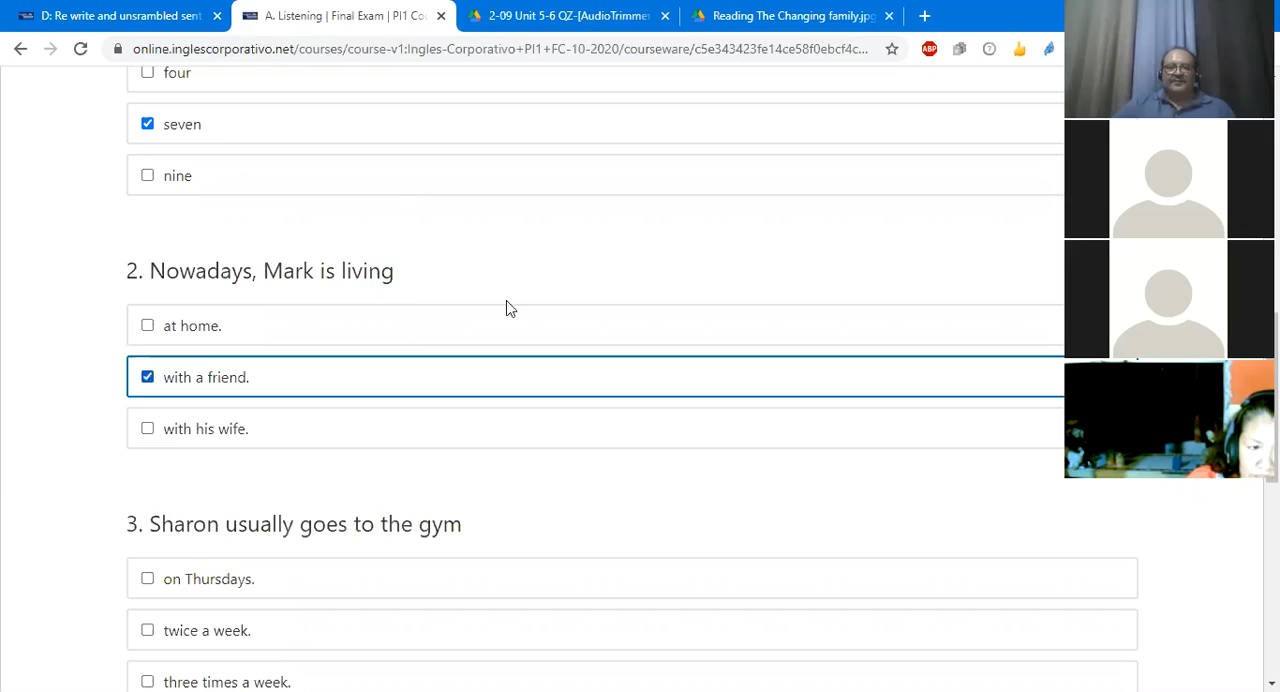 D: Re write and unsrambled sent
A. Listening | Final Exam | PI1 Co
2-09 Unit 5-6 QZ-[AudioTrimme
Reading The Changing family.jpg
online.inglescorporativo.net/courses/course-v1:Ingles-Corporativo+PI1+FC-10-2020/courseware/c5e343423fe14ce58f0ebcf4c...
ABP
four
seven
nine
2. Nowadays, Mark is living
at home.
with a friend.
with his wife.
3. Sharon usually goes to the gym
on Thursdays.
twice a week.
three times a week.